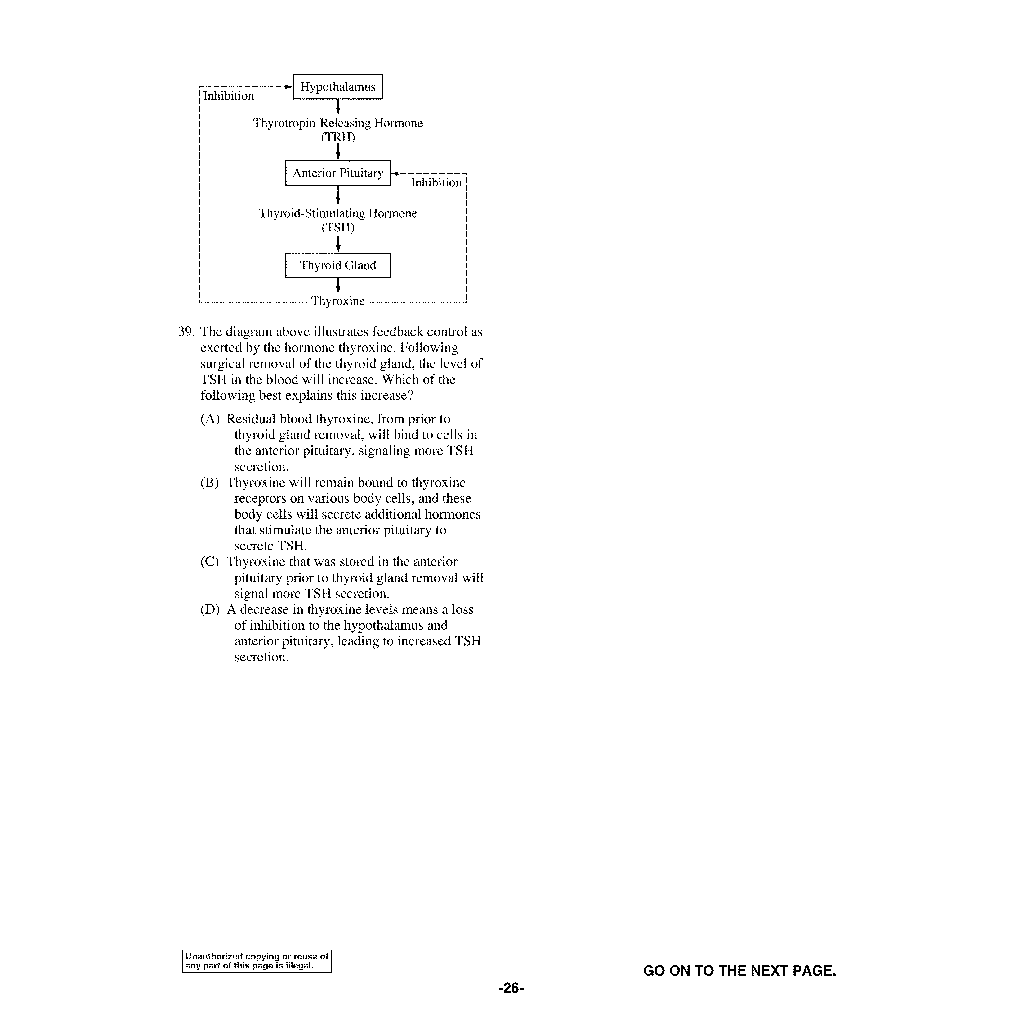 Hypothalamus
Inhibition
Thyrotropin Releasing Hormone
(TRH)
Anterior Pituitary
Inhibition
Thyroid-Stimulating Hormone
(TSH)
Thyroid Gland
Thyroxine
39. The diagram above illustrates feedback control as
exerted by the hormone thyroxine. Following
surgical removal of the thyroid gland, the level of
TSH in the blood will increase. Which of the
following best explains this increase?
(A) Residual blood thyroxine, from prior to
thyroid gland removal, will bind to cells in
the anterior pituitary, signaling more TSH
secretion.
(B) Thyroxine will remain bound to thyroxine
receptors on various body cells, and these
body cells will secrete additional hormones
that stimulate the anterior pituitary to
secrete TSH.
(C) Thyroxine that was stored in the anterior
pituitary prior to thyroid gland removal will
signal more TSH secretion.
(D) A decrease in thyroxine levels means a loss
of inhibition to the hypothalamus and
anterior pituitary, leading to increased TSH
secretion.
Unauthorized copying or reuse of
any part of this page is illegal.
GO ON TO THE NEXT PAGE.
-26-